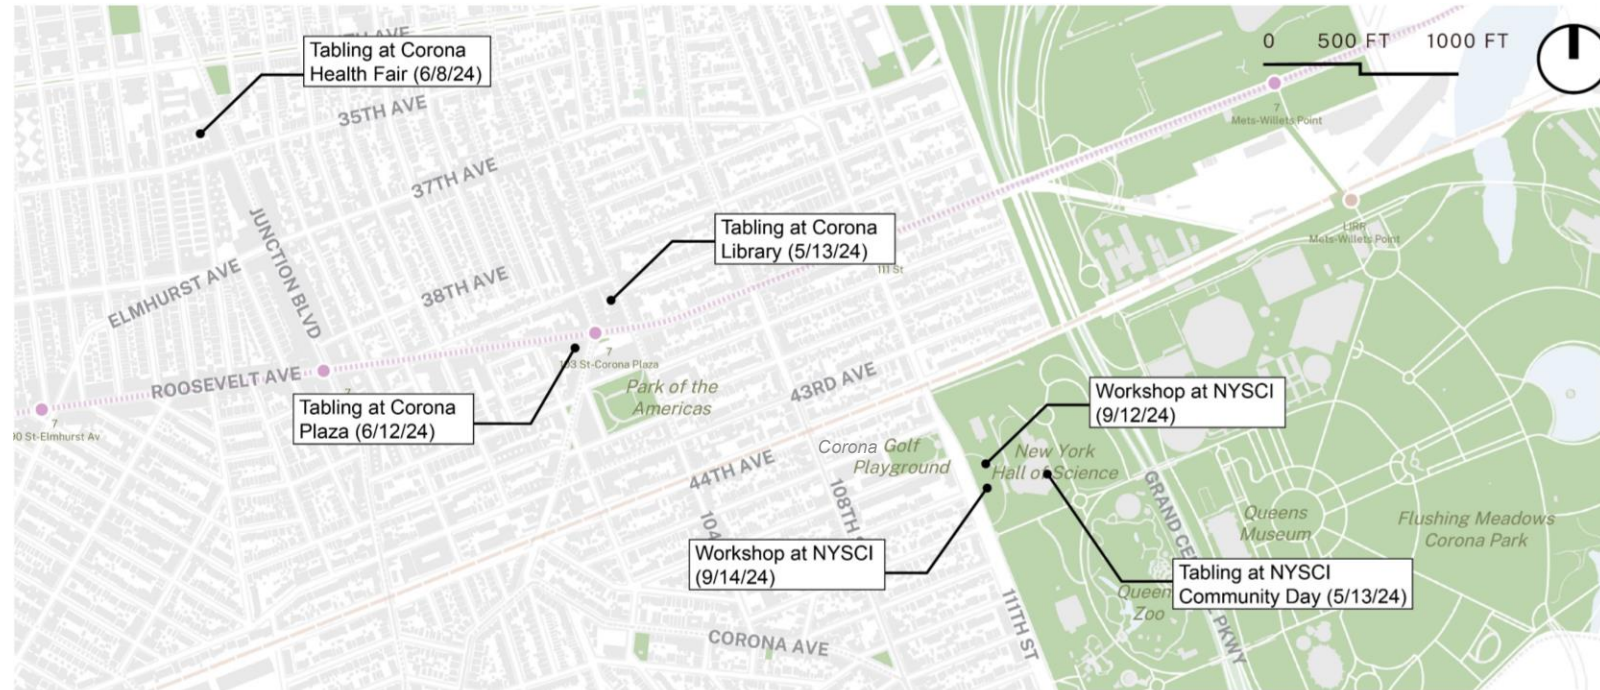 Tabling at Corona
Health Fair (6/8/24)
0 500 FT 1000 FT
35TH AVE
7
Mets-Willets Point
37TH AVE
JUNCTION BLVD
Tabling at Corona
Library (5/13/24)
111 St
LIRR
Mets-Willets Point
ELMHURST AVE
38TH AVE
ROOSEVELT AVE
7
7
St-Corona Plaza
43RD AVE
Park of the
Americas
Workshop at NYSCI
(9/12/24)
Tabling at Corona
Plaza (6/12/24)
7
St-Elmhurst Av
Corona Golf
Playground
New York
Hall of Science
44TH AVE
108TH
104
GRAND
PKWY
Queens
Museum
Flushing Meadows
Corona Park
Workshop at NYSCI
(9/14/24)
Tabling at NYSCI
Community Day (5/13/24)
Zoo
111TH ST
CORONA AVE